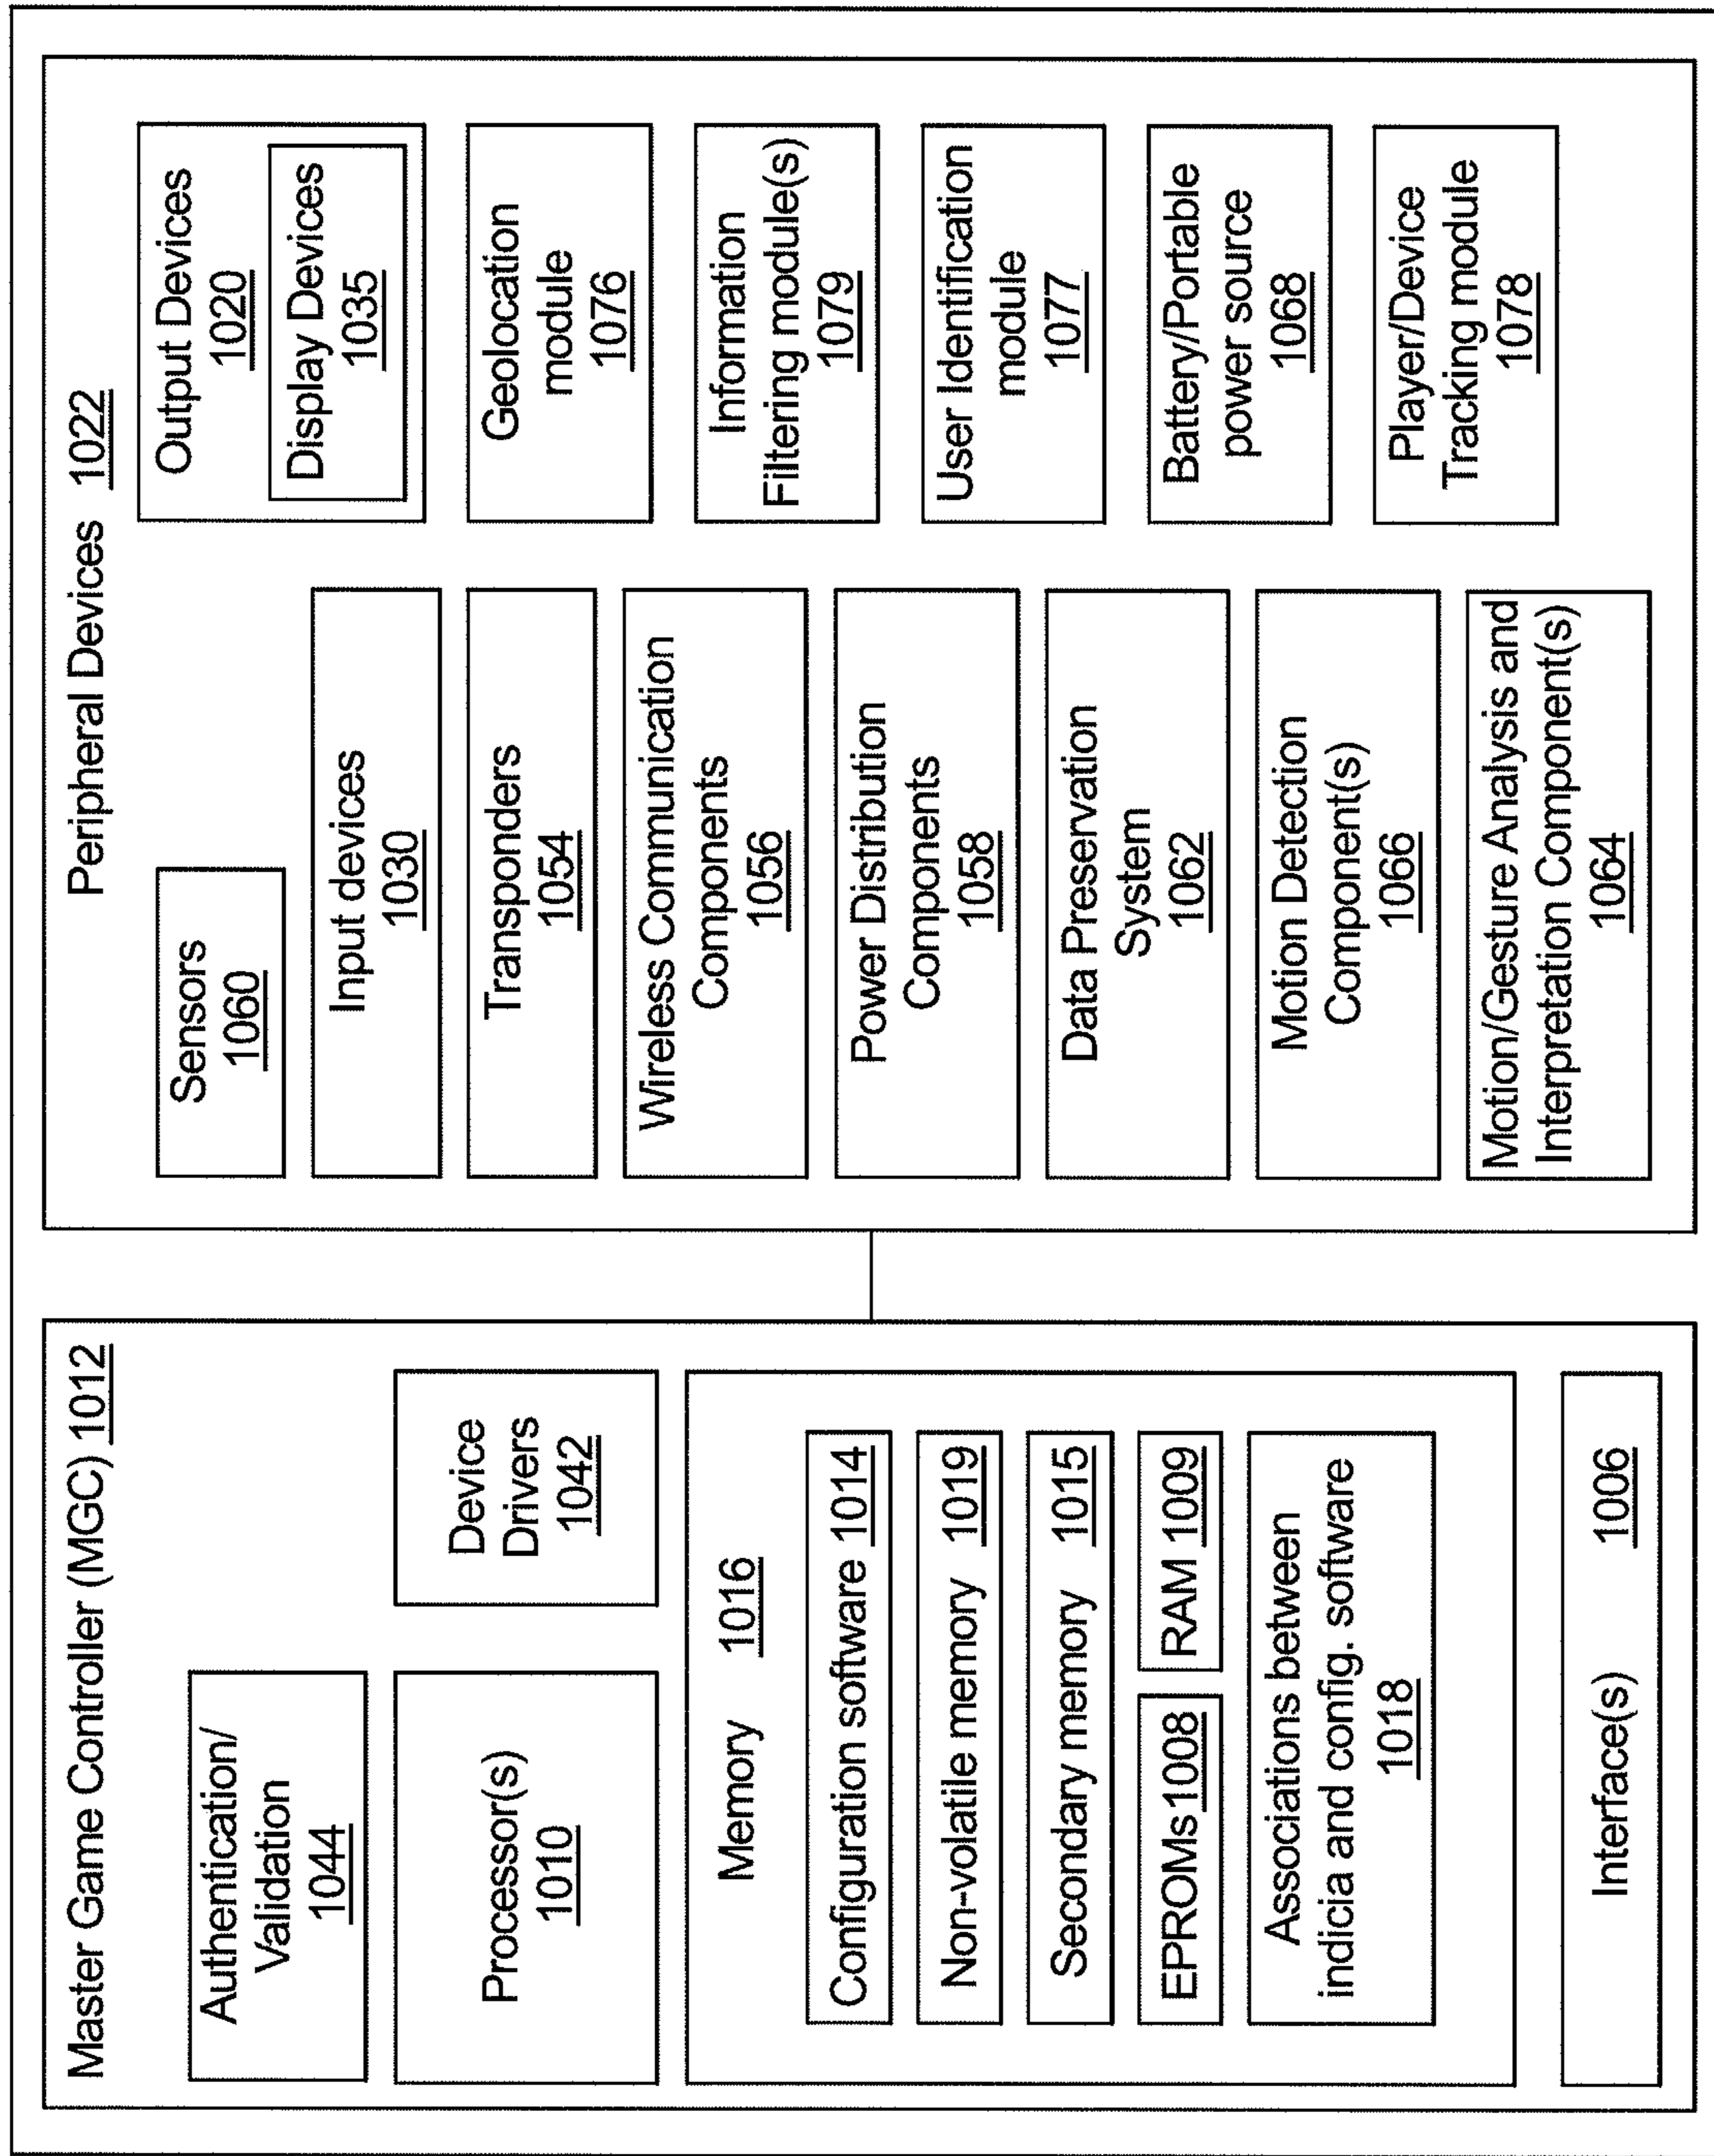 Master Game Controller (MGC) 1012
Authentication/
Validation
1044
Processor(s)
1010
Device
Drivers
1042
Memory 1016
Configuration software 1014
Non-volatile memory 1019
Secondary memory 1015
EPROMs 1008
RAM 1009
Associations between
indicia and config. software
1018
Interface(s) 1006
Peripheral Devices 1022
Sensors
1060
Input devices
1030
Transponders
1054
Wireless Communication
Components
1056
Power Distribution
Components
1058
Data Preservation
System
1062
Motion Detection
Component(s)
1066
Motion/Gesture Analysis and
Interpretation Component(s)
1064
Output Devices
1020
Display Devices
1035
Geolocation
module
1076
Information
Filtering module(s)
1079
User Identification
module
1077
Battery/Portable
power source
1068
Player/Device
Tracking module
1078